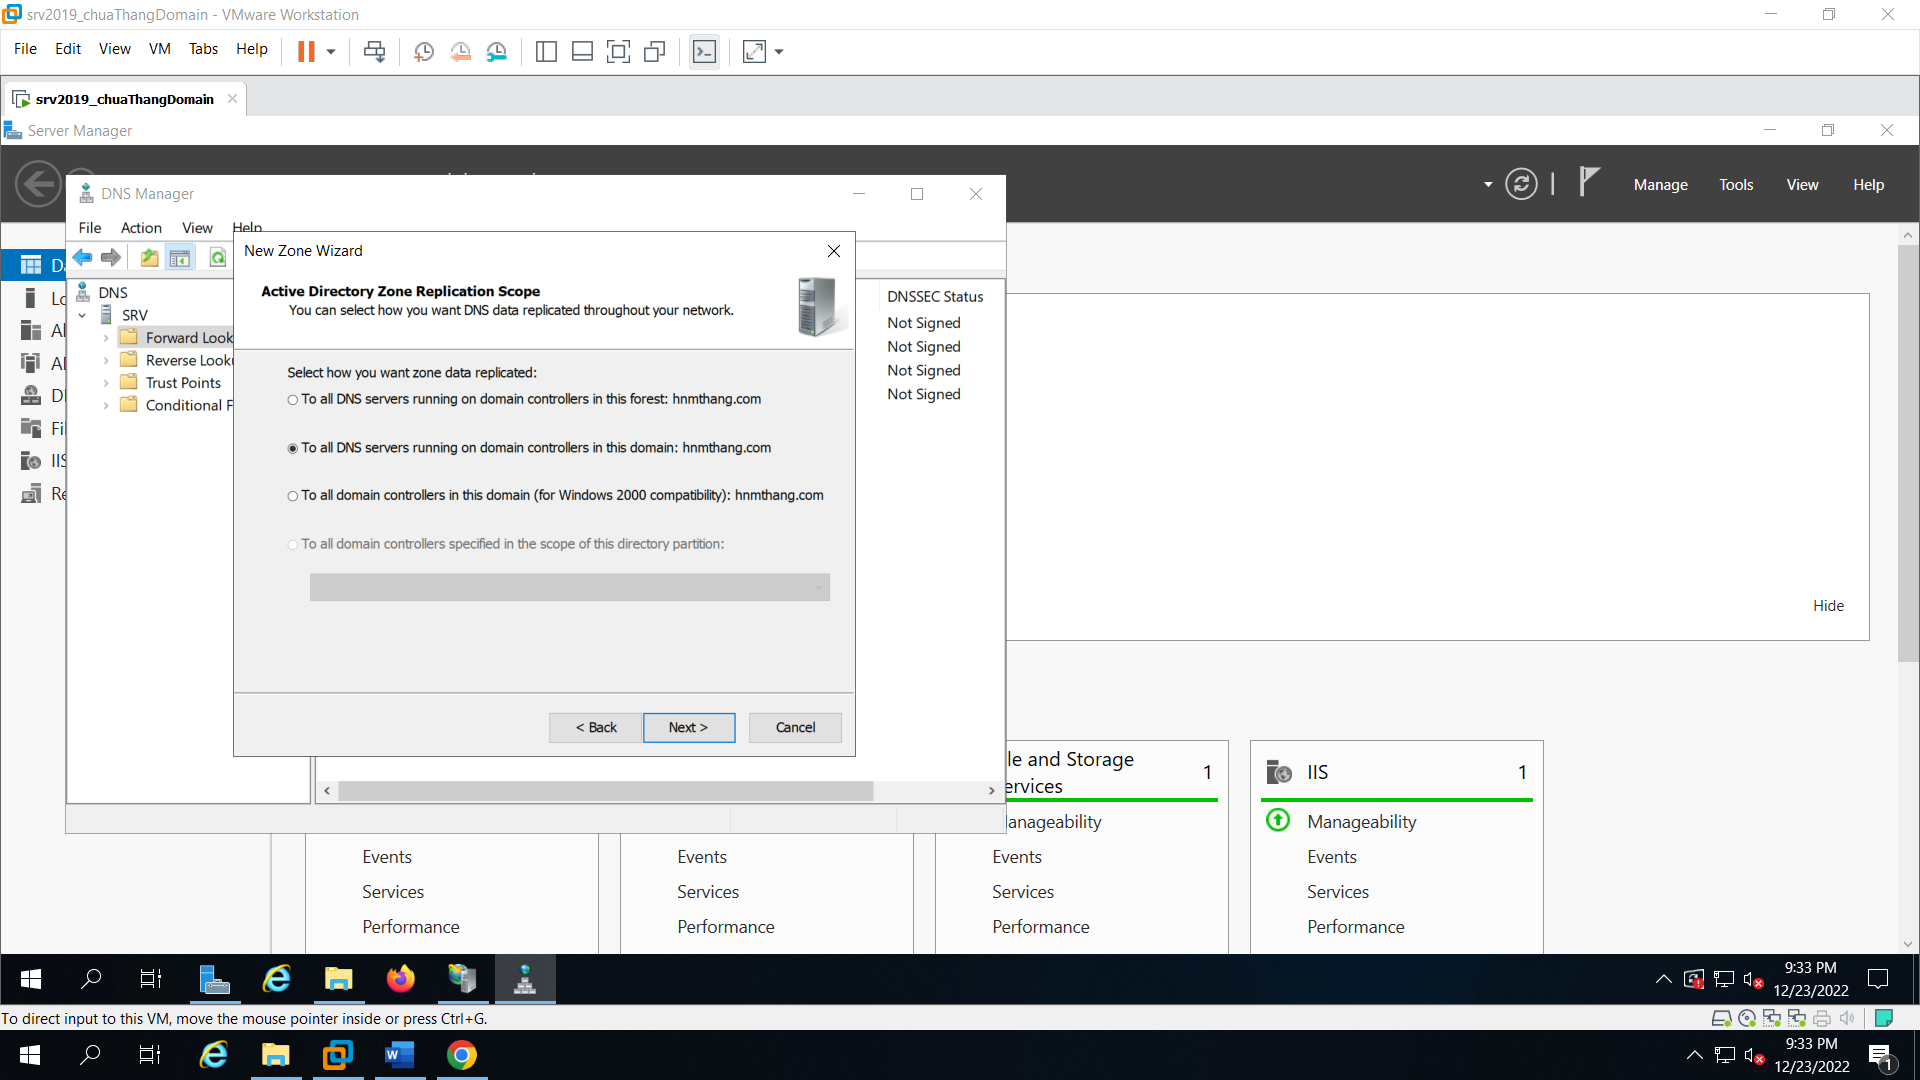 srv2019_chuaThangDomain - VMware Workstation
File Edit View VM Tabs Help
srv2019_chuaThangDomain
Server Manager
Manage Tools View Help
DNS Manager
File Action View Help
New Zone Wizard
Active Directory Zone Replication Scope
You can select how you want DNS data replicated throughout your network.
DNS
SRV
Forward Look
Reverse Looku
Trust Points
Conditional F
DNSSEC Status
Not Signed
Not Signed
Not Signed
Not Signed
Select how you want zone data replicated:
To all DNS servers running on domain controllers in this forest: hnmthang.com
To all DNS servers running on domain controllers in this domain: hnmthang.com
To all domain controllers in this domain (for Windows 2000 compatibility): hnmthang.com
To all domain controllers specified in the scope of this directory partition:
< Back Next > Cancel
Hide
le and Storage
ervices
1
IIS 1
anageability
Manageability
Events Events Events Events
Services Services Services Services
Performance Performance Performance Performance
9:33 PM
12/23/2022
To direct input to this VM, move the mouse pointer inside or press Ctrl+G.
9:33 PM
12/23/2022
1